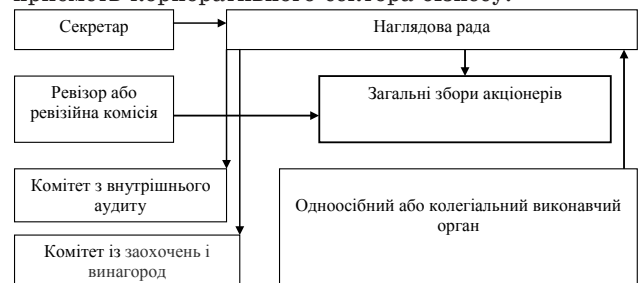 Секретар
Наглядова рада
Ревізор або
ревізійна комісія
Загальні збори акціонерів
Комітет з внутрішнього
аудиту
Одноосібний або колегіальний виконавчий
орган
Комітет із заохочень і
винагород